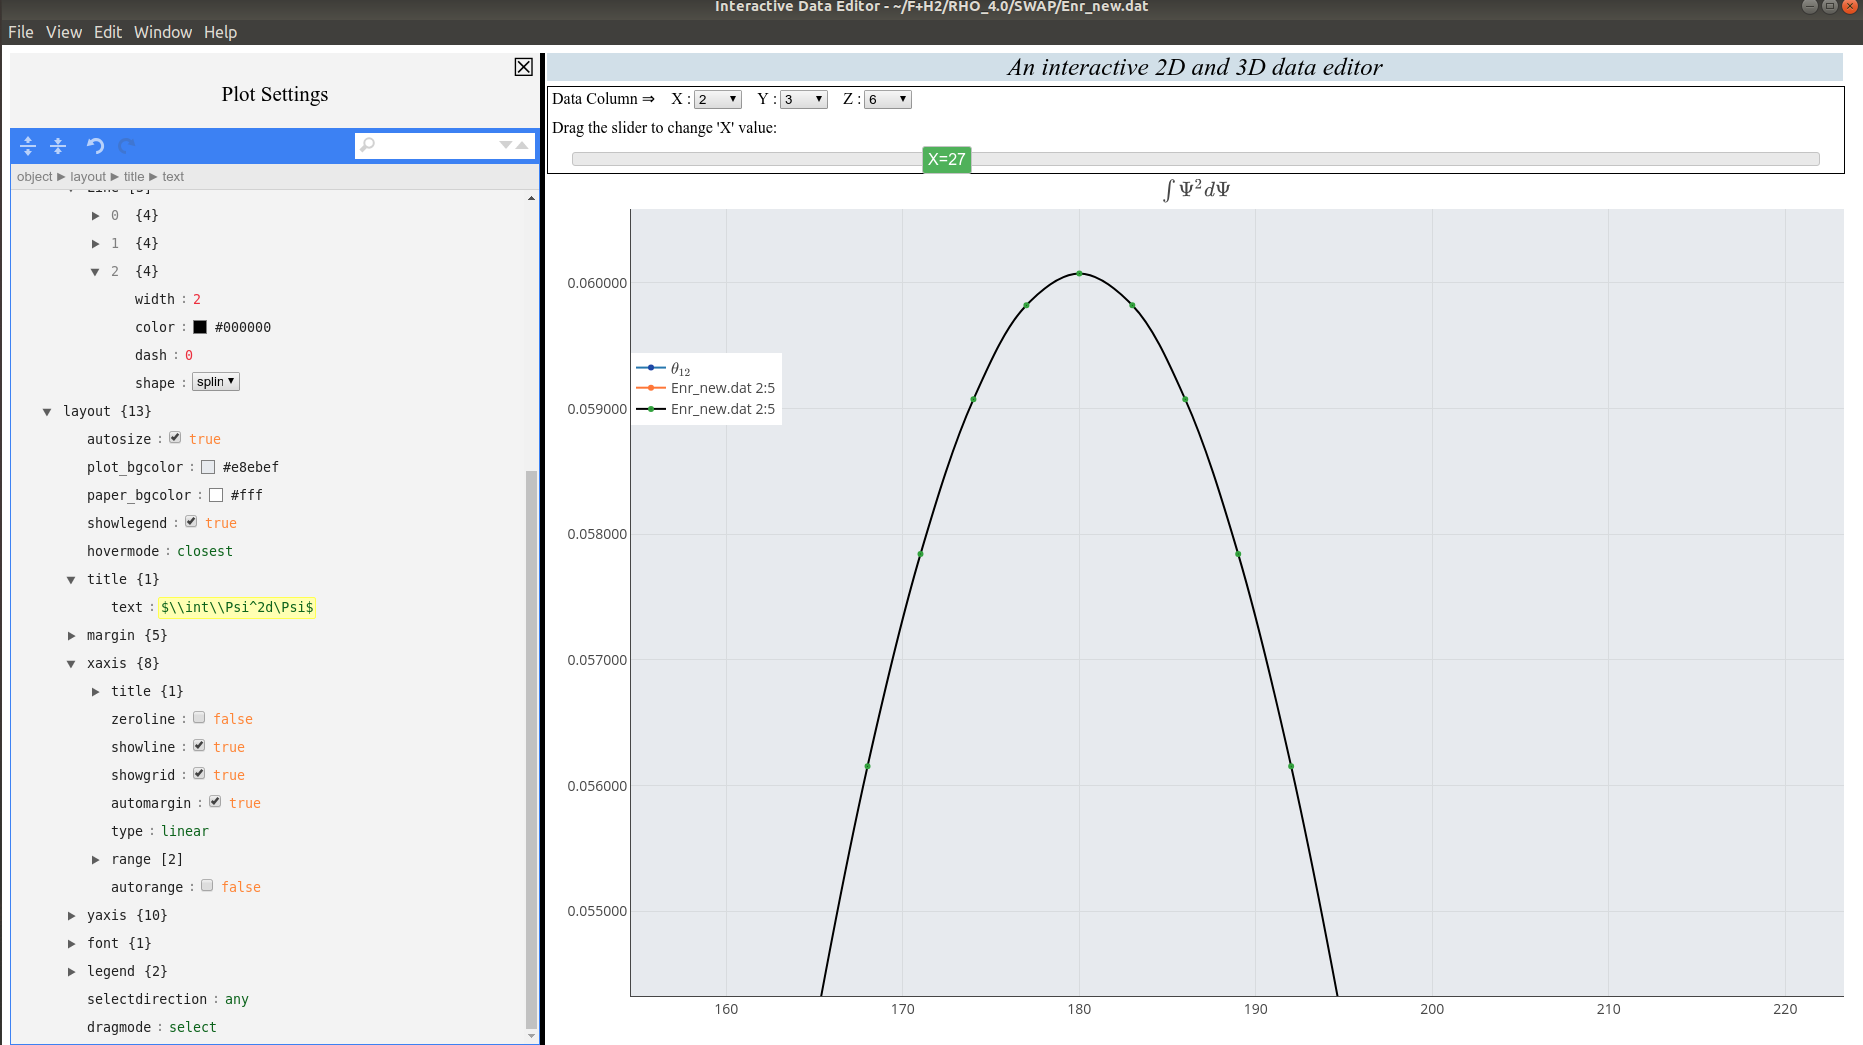 Interactive Data Editor - ~/F+H2/RHO_4.0/SWAP/Enr_new.dat
File View Edit Window Help
Plot Settings
object ▶ layout ▶ title ▶ text
0 {4}
1 {4}
2 {4}
width : 2
color : #000000
dash : 0
shape : splin
layout {13}
autosize : true
plot_bgcolor : #e8ebef
paper_bgcolor : #fff
showlegend : true
hovermode : closest
title {1}
text : $\\int\\Psi^2d\Psi$
margin {5}
xaxis {8}
title {1}
zeroline : false
showline : true
showgrid : true
automargin : true
type : linear
range [2]
autorange : false
yaxis {10}
font {1}
legend {2}
selectdirection : any
dragmode : select
An interactive 2D and 3D data editor
Data Column ⇒ X : 2 Y : 3 Z : 6
Drag the slider to change 'X' value:
X=27
∫ Ψ² dΨ
0.060000
0.059000
0.058000
0.057000
0.056000
0.055000
θ₁₂
Enr_new.dat 2:5
Enr_new.dat 2:5
160 170 180 190 200 210 220